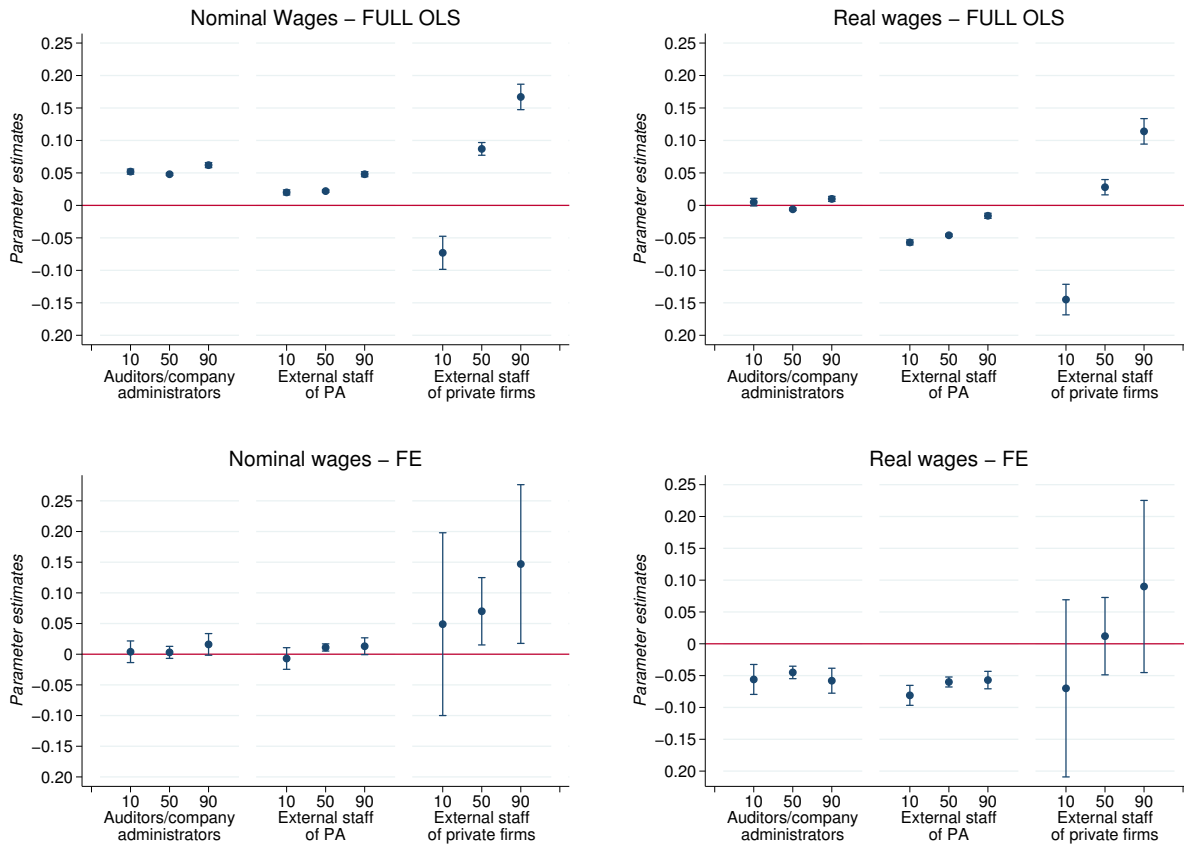 Nominal Wages – FULL OLS
Parameter estimates
0.25
0.20
0.15
0.10
0.05
0
−0.05
−0.10
−0.15
0.20
10 50 90 10 50 90 10 50 90
Auditors/company External staff External staff
administrators of PA of private firms
Real wages – FULL OLS
Parameter estimates
0.25
0.20
0.15
0.10
0.05
0
−0.05
−0.10
−0.15
0.20
10 50 90 10 50 90 10 50 90
Auditors/company External staff External staff
administrators of PA of private firms
Nominal wages – FE
Parameter estimates
0.25
0.20
0.15
0.10
0.05
0
−0.05
−0.10
−0.15
0.20
10 50 90 10 50 90 10 50 90
Auditors/company External staff External staff
administrators of PA of private firms
Real wages – FE
Parameter estimates
0.25
0.20
0.15
0.10
0.05
0
−0.05
−0.10
−0.15
0.20
10 50 90 10 50 90 10 50 90
Auditors/company External staff External staff
administrators of PA of private firms